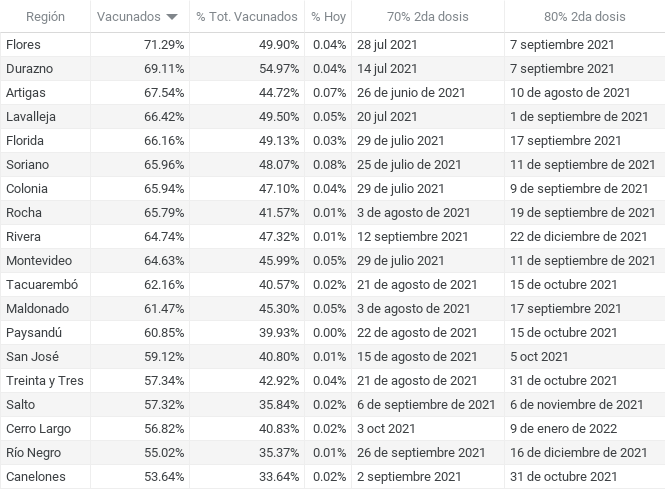 Región Vacunados % Tot. Vacunados % Hoy 70% 2da dosis 80% 2da dosis
Flores 71.29% 49.90% 0.04% 28 jul 2021 7 septiembre 2021
Durazno 69.11% 54.97% 0.04% 14 jul 2021 7 septiembre 2021
Artigas 67.54% 44.72% 0.07% 26 de junio de 2021 10 de agosto de 2021
Lavalleja 66.42% 49.50% 0.05% 20 jul 2021 1 de septiembre de 2021
Florida 66.16% 49.13% 0.03% 29 de julio 2021 17 septiembre 2021
Soriano 65.96% 48.07% 0.08% 25 de julio de 2021 11 de septiembre de 2021
Colonia 65.94% 47.10% 0.04% 29 de julio 2021 9 de septiembre de 2021
Rocha 65.79% 41.57% 0.01% 3 de agosto de 2021 19 de septiembre de 2021
Rivera 64.74% 47.32% 0.01% 12 septiembre 2021 22 de diciembre de 2021
Montevideo 64.63% 45.99% 0.05% 29 de julio 2021 11 de septiembre de 2021
Tacuarembó 62.16% 40.57% 0.02% 21 de agosto de 2021 15 de octubre 2021
Maldonado 61.47% 45.30% 0.05% 3 de agosto de 2021 17 septiembre 2021
Paysandú 60.85% 39.93% 0.00% 22 de agosto de 2021 15 de octubre 2021
San José 59.12% 40.80% 0.01% 15 de agosto de 2021 5 oct 2021
Treinta y Tres 57.34% 42.92% 0.04% 21 de agosto de 2021 31 de octubre 2021
Salto 57.32% 35.84% 0.02% 6 de septiembre de 2021 6 de noviembre de 2021
Cerro Largo 56.82% 40.83% 0.02% 3 oct 2021 9 de enero de 2022
Río Negro 55.02% 35.37% 0.01% 26 de septiembre de 2021 16 de diciembre de 2021
Canelones 53.64% 33.64% 0.02% 2 septiembre 2021 31 de octubre 2021